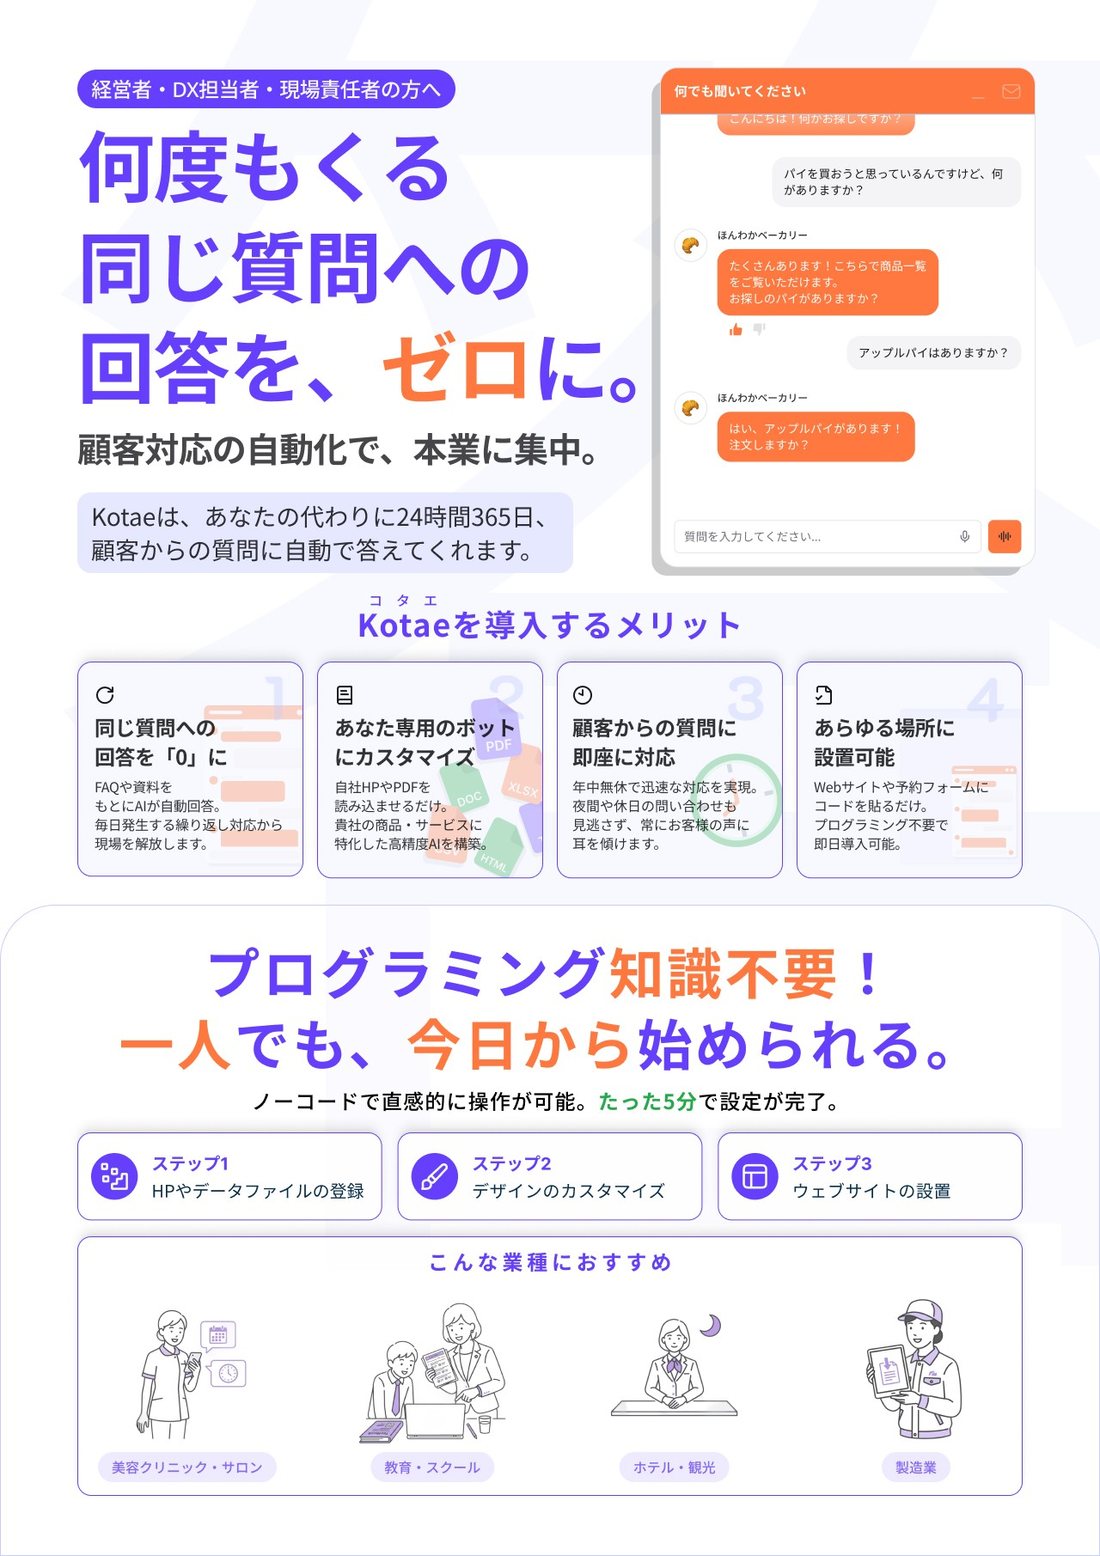 経営者・DX担当者・現場責任者の方へ
何度もくる
同じ質問への
回答を、ゼロに。
顧客対応の自動化で、本業に集中。
Kotaeは、あなたの代わりに24時間365日、
顧客からの質問に自動で答えてくれます。
何でも聞いてください
こんにちは！何かお探しですか？
パイを買おうと思っているんですけど、何
がありますか？
ほんわかベーカリー
たくさんあります！こちらで商品一覧
をご覧いただけます。
お探しのパイがありますか？
アップルパイはありますか？
ほんわかベーカリー
はい、アップルパイがあります！
注文しますか？
質問を入力してください...
コタエ
Kotaeを導入するメリット
1
同じ質問への
回答を「0」に
FAQや資料を
もとにAIが自動回答。
毎日発生する繰り返し対応から
現場を解放します。
2
あなた専用のボット
にカスタマイズ
自社HPやPDFを
読み込ませるだけ。
貴社の商品・サービスに
特化した高精度AIを構築。
PDF
XLSX
DOC
HTML
3
顧客からの質問に
即座に対応
年中無休で迅速な対応を実現。
夜間や休日の問い合わせも
見逃さず、常にお客様の声に
耳を傾けます。
4
あらゆる場所に
設置可能
Webサイトや予約フォームに
コードを貼るだけ。
プログラミング不要で
即日導入可能。
プログラミング知識不要！
一人でも、今日から始められる。
ノーコードで直感的に操作が可能。たった5分で設定が完了。
ステップ1
HPやデータファイルの登録
ステップ2
デザインのカスタマイズ
ステップ3
ウェブサイトの設置
こんな業種におすすめ
美容クリニック・サロン
教育・スクール
ホテル・観光
製造業